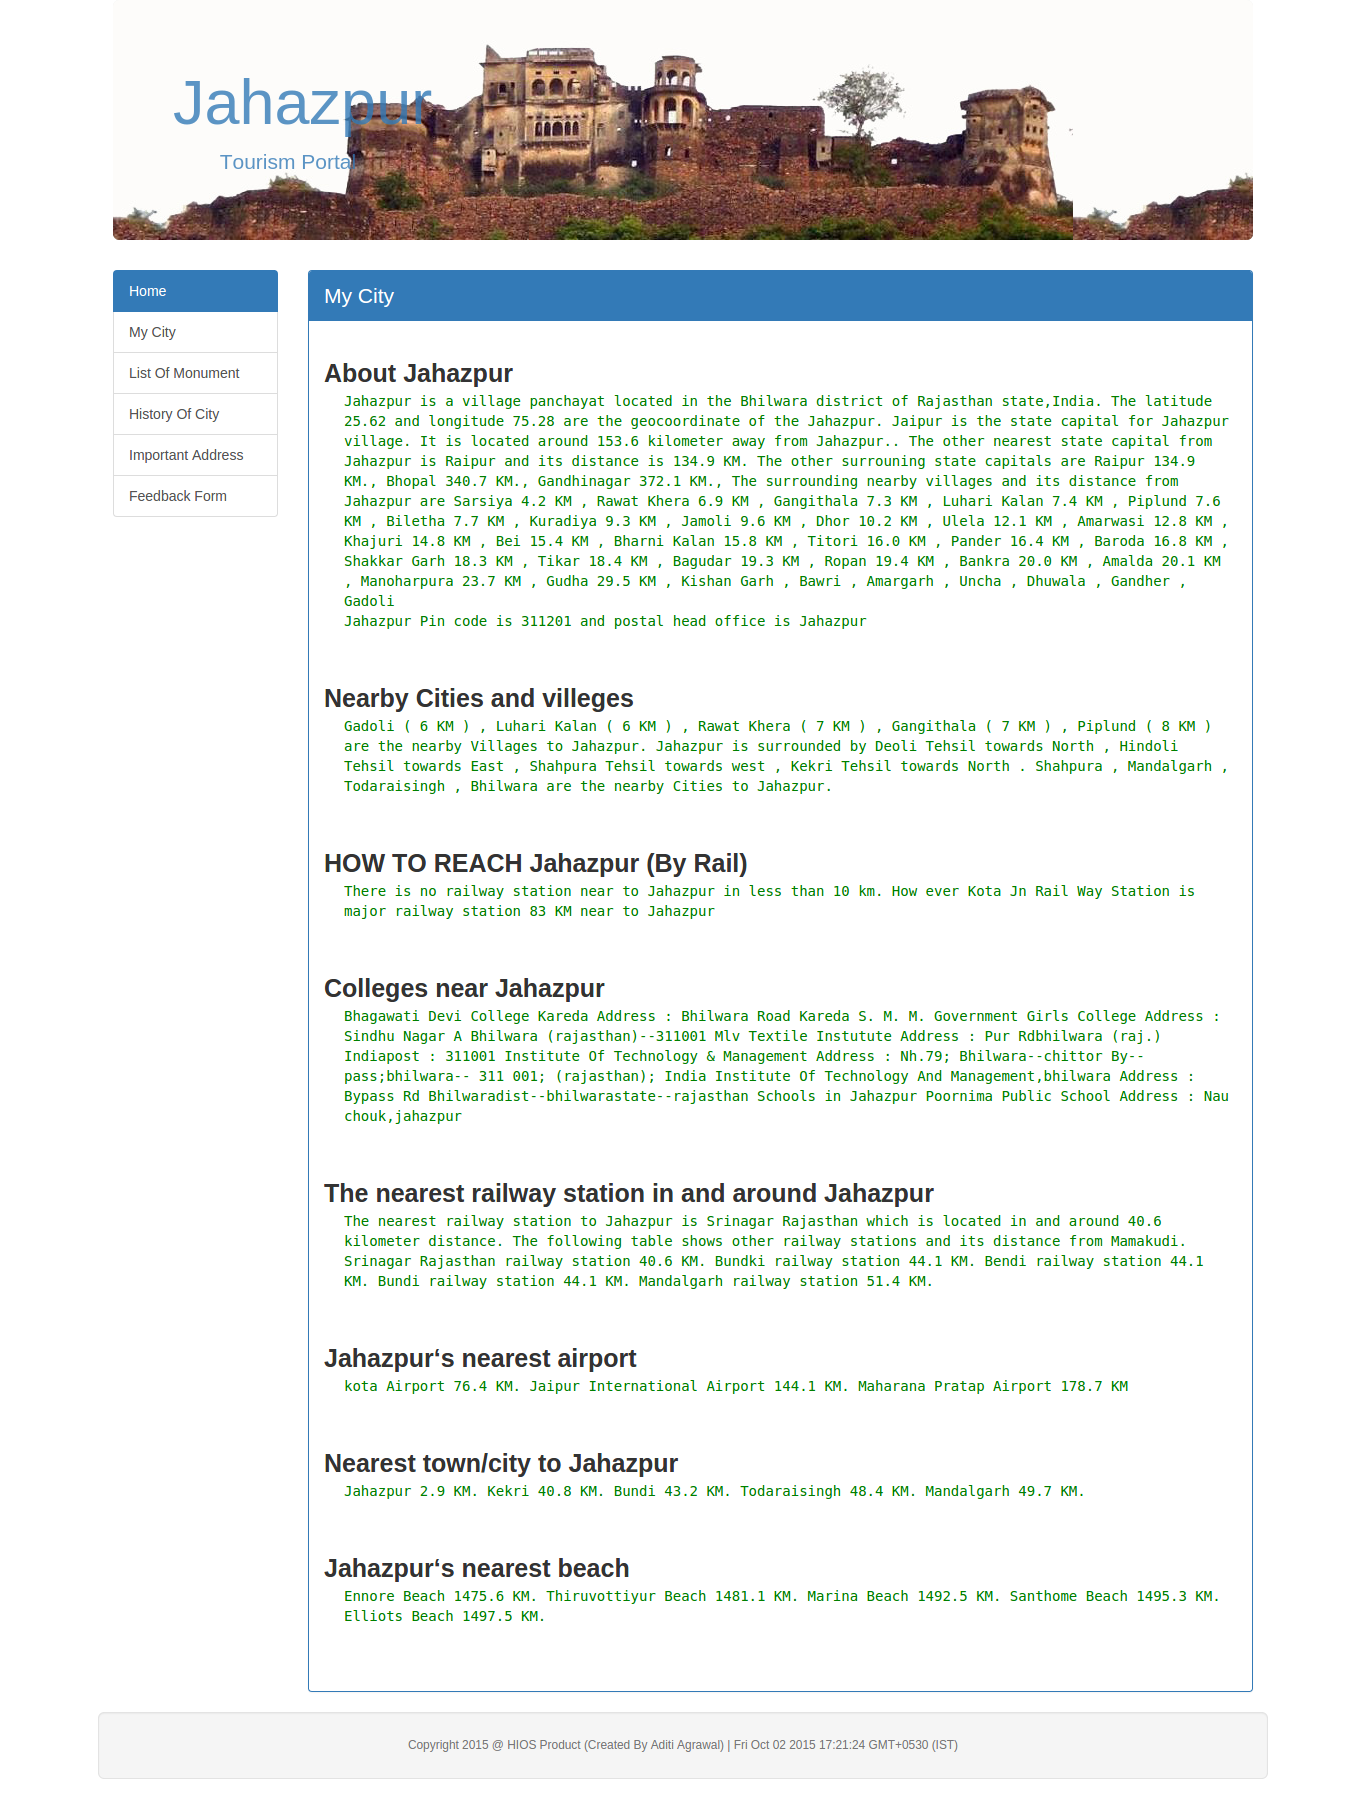 Jahazpur
Tourism Portal
Home
My City
List Of Monument
History Of City
Important Address
Feedback Form
My City
About Jahazpur
Jahazpur is a village panchayat located in the Bhilwara district of Rajasthan state,India. The latitude
25.62 and longitude 75.28 are the geocoordinate of the Jahazpur. Jaipur is the state capital for Jahazpur
village. It is located around 153.6 kilometer away from Jahazpur.. The other nearest state capital from
Jahazpur is Raipur and its distance is 134.9 KM. The other surrouning state capitals are Raipur 134.9
KM., Bhopal 340.7 KM., Gandhinagar 372.1 KM., The surrounding nearby villages and its distance from
Jahazpur are Sarsiya 4.2 KM , Rawat Khera 6.9 KM , Gangithala 7.3 KM , Luhari Kalan 7.4 KM , Piplund 7.6
KM , Biletha 7.7 KM , Kuradiya 9.3 KM , Jamoli 9.6 KM , Dhor 10.2 KM , Ulela 12.1 KM , Amarwasi 12.8 KM ,
Khajuri 14.8 KM , Bei 15.4 KM , Bharni Kalan 15.8 KM , Titori 16.0 KM , Pander 16.4 KM , Baroda 16.8 KM ,
Shakkar Garh 18.3 KM , Tikar 18.4 KM , Bagudar 19.3 KM , Ropan 19.4 KM , Bankra 20.0 KM , Amalda 20.1 KM
, Manoharpura 23.7 KM , Gudha 29.5 KM , Kishan Garh , Bawri , Amargarh , Uncha , Dhuwala , Gandher ,
Gadoli
Jahazpur Pin code is 311201 and postal head office is Jahazpur
Nearby Cities and villeges
Gadoli ( 6 KM ) , Luhari Kalan ( 6 KM ) , Rawat Khera ( 7 KM ) , Gangithala ( 7 KM ) , Piplund ( 8 KM )
are the nearby Villages to Jahazpur. Jahazpur is surrounded by Deoli Tehsil towards North , Hindoli
Tehsil towards East , Shahpura Tehsil towards west , Kekri Tehsil towards North . Shahpura , Mandalgarh ,
Todaraisingh , Bhilwara are the nearby Cities to Jahazpur.
HOW TO REACH Jahazpur (By Rail)
There is no railway station near to Jahazpur in less than 10 km. How ever Kota Jn Rail Way Station is
major railway station 83 KM near to Jahazpur
Colleges near Jahazpur
Bhagawati Devi College Kareda Address : Bhilwara Road Kareda S. M. M. Government Girls College Address :
Sindhu Nagar A Bhilwara (rajasthan)--311001 Mlv Textile Instutute Address : Pur Rdbhilwara (raj.)
Indiapost : 311001 Institute Of Technology & Management Address : Nh.79; Bhilwara--chittor By--
pass;bhilwara-- 311 001; (rajasthan); India Institute Of Technology And Management,bhilwara Address :
Bypass Rd Bhilwaradist--bhilwarastate--rajasthan Schools in Jahazpur Poornima Public School Address : Nau
chouk,jahazpur
The nearest railway station in and around Jahazpur
The nearest railway station to Jahazpur is Srinagar Rajasthan which is located in and around 40.6
kilometer distance. The following table shows other railway stations and its distance from Mamakudi.
Srinagar Rajasthan railway station 40.6 KM. Bundki railway station 44.1 KM. Bendi railway station 44.1
KM. Bundi railway station 44.1 KM. Mandalgarh railway station 51.4 KM.
Jahazpur‘s nearest airport
kota Airport 76.4 KM. Jaipur International Airport 144.1 KM. Maharana Pratap Airport 178.7 KM
Nearest town/city to Jahazpur
Jahazpur 2.9 KM. Kekri 40.8 KM. Bundi 43.2 KM. Todaraisingh 48.4 KM. Mandalgarh 49.7 KM.
Jahazpur‘s nearest beach
Ennore Beach 1475.6 KM. Thiruvottiyur Beach 1481.1 KM. Marina Beach 1492.5 KM. Santhome Beach 1495.3 KM.
Elliots Beach 1497.5 KM.
Copyright 2015 @ HIOS Product (Created By Aditi Agrawal) | Fri Oct 02 2015 17:21:24 GMT+0530 (IST)